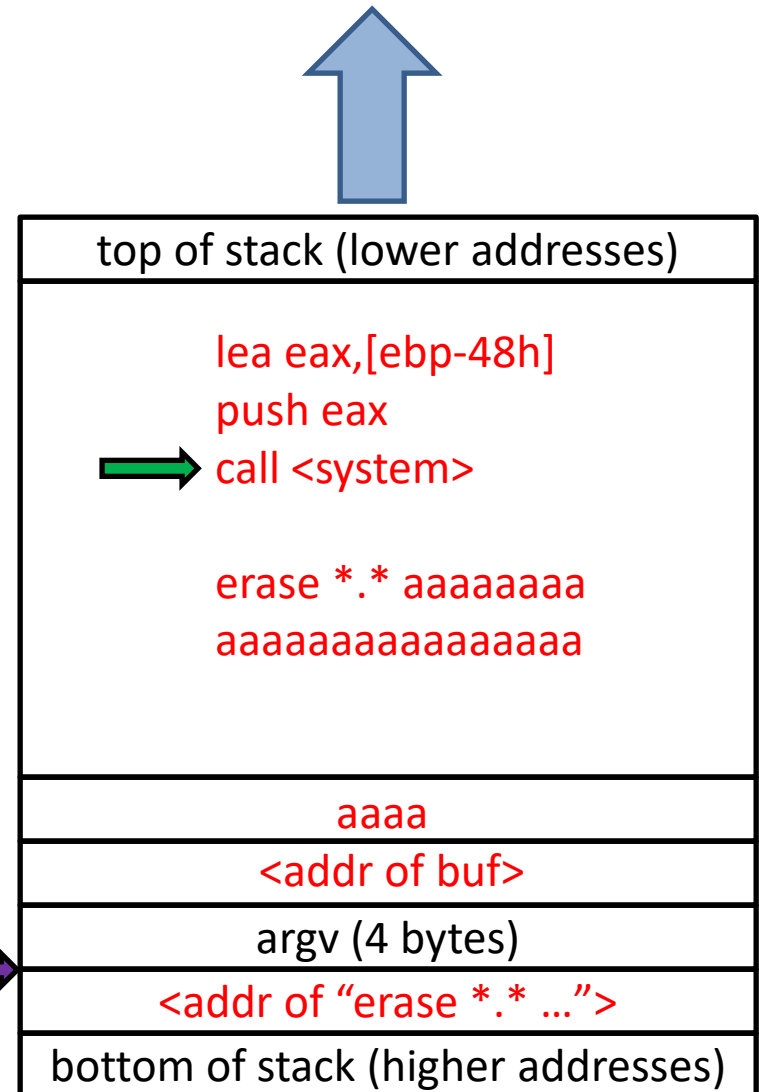 top of stack (lower addresses)
lea eax,[ebp-48h]
push eax
call <system>
erase *.* aaaaaaaa
aaaaaaaaaaaaaaaa
aaaa
<addr of buf>
argv (4 bytes)
<addr of “erase *.* …”>
bottom of stack (higher addresses)